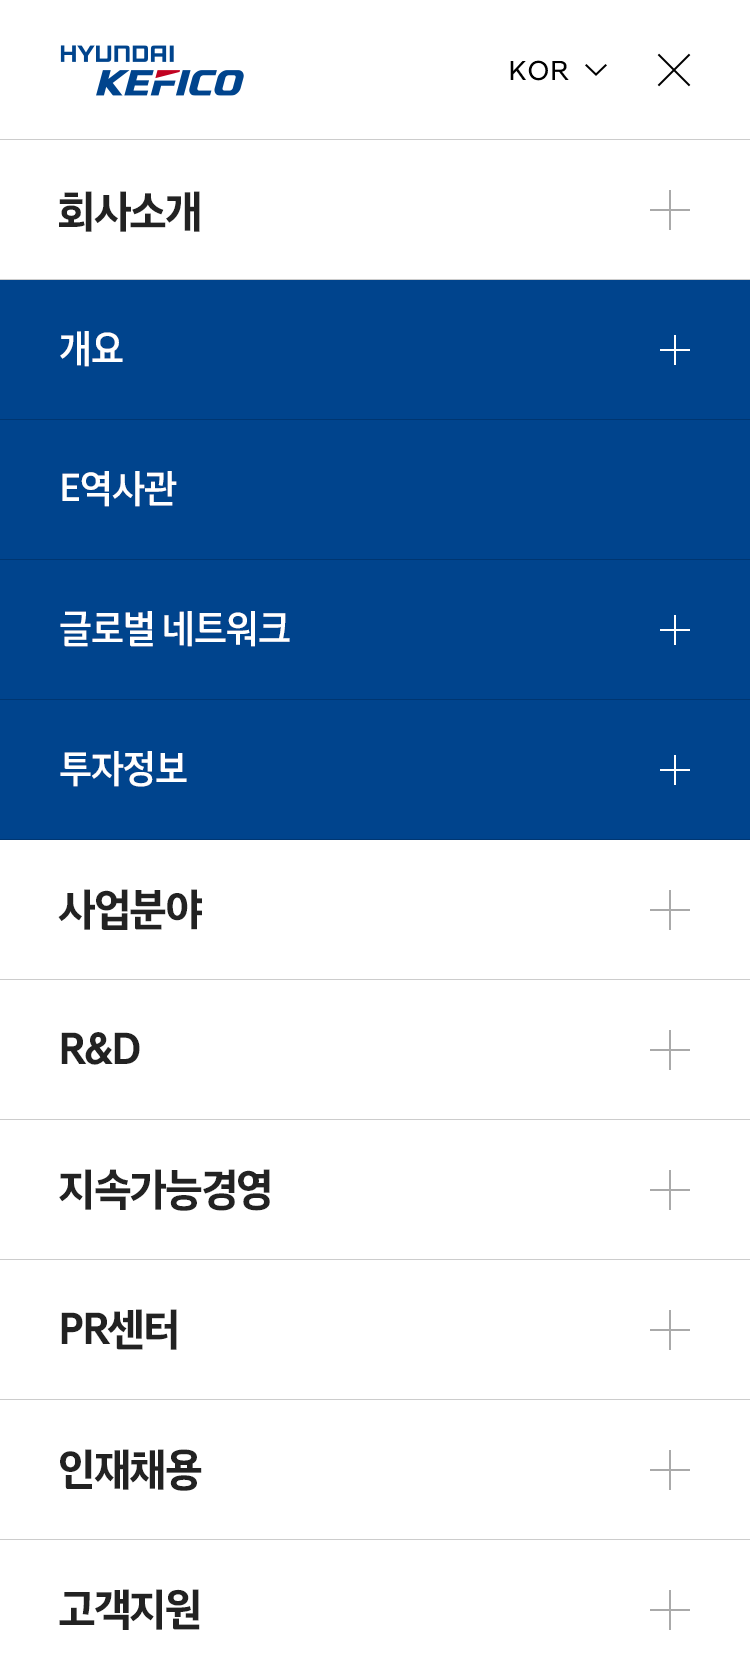 HYUNDAI
KEFICO
KOR
회사소개
개요
E역사관
글로벌 네트워크
투자정보
사업분야
R&D
지속가능경영
PR센터
인재채용
고객지원